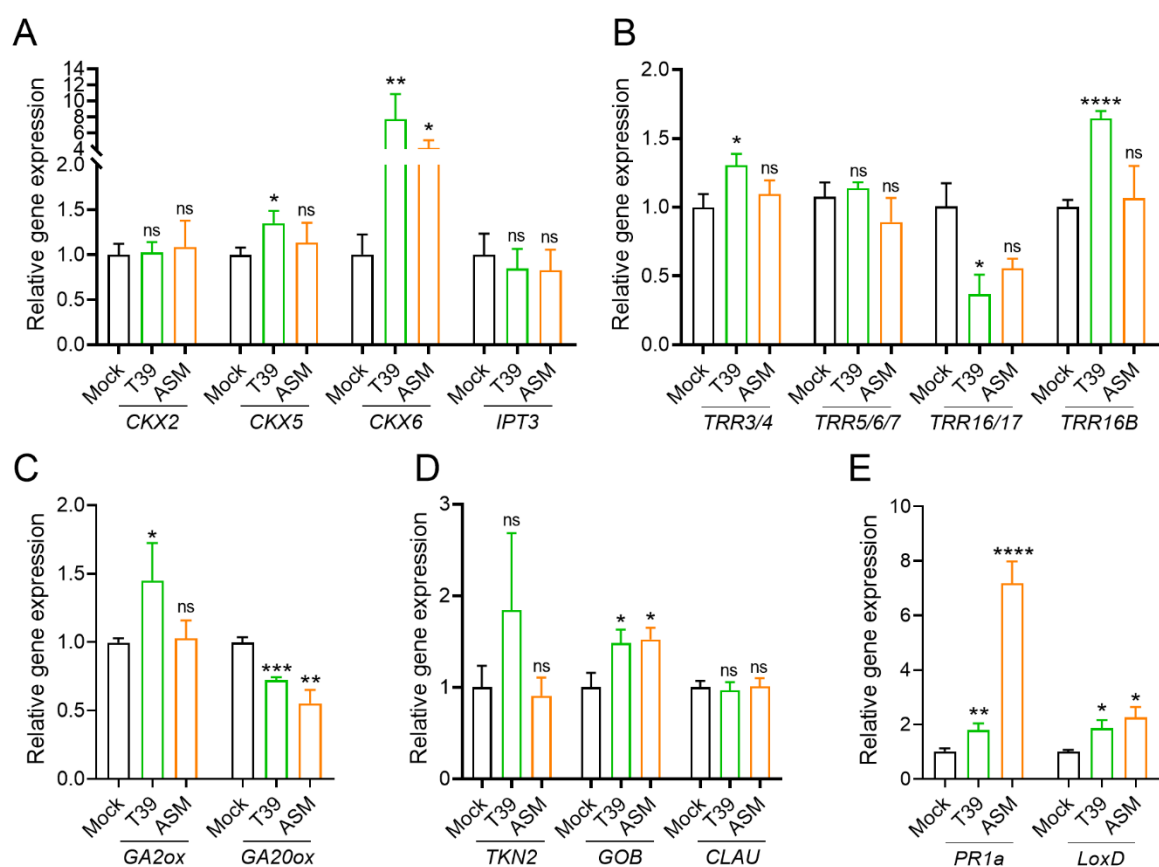 A
Relative gene expression
14
12
10
8
6
4
2.0
1.5
1.0
0.5
0.0
ns ns * ns ** * ns ns
Mock T39 ASM Mock T39 ASM Mock T39 ASM Mock T39 ASM
CKX2 CKX5 CKX6 IPT3
B
Relative gene expression
2.0
1.5
1.0
0.5
0.0
* ns ns ns * ns **** ns
Mock T39 ASM Mock T39 ASM Mock T39 ASM Mock T39 ASM
TRR3/4 TRR5/6/7 TRR16/17 TRR16B
C
Relative gene expression
2.0
1.5
1.0
0.5
0.0
* ns *** **
Mock T39 ASM Mock T39 ASM
GA2ox GA20ox
D
Relative gene expression
3
2
1
0
ns ns * * ns ns
Mock T39 ASM Mock T39 ASM Mock T39 ASM
TKN2 GOB CLAU
E
Relative gene expression
10
8
6
4
2
0
** **** * *
Mock T39 ASM Mock T39 ASM
PR1a LoxD